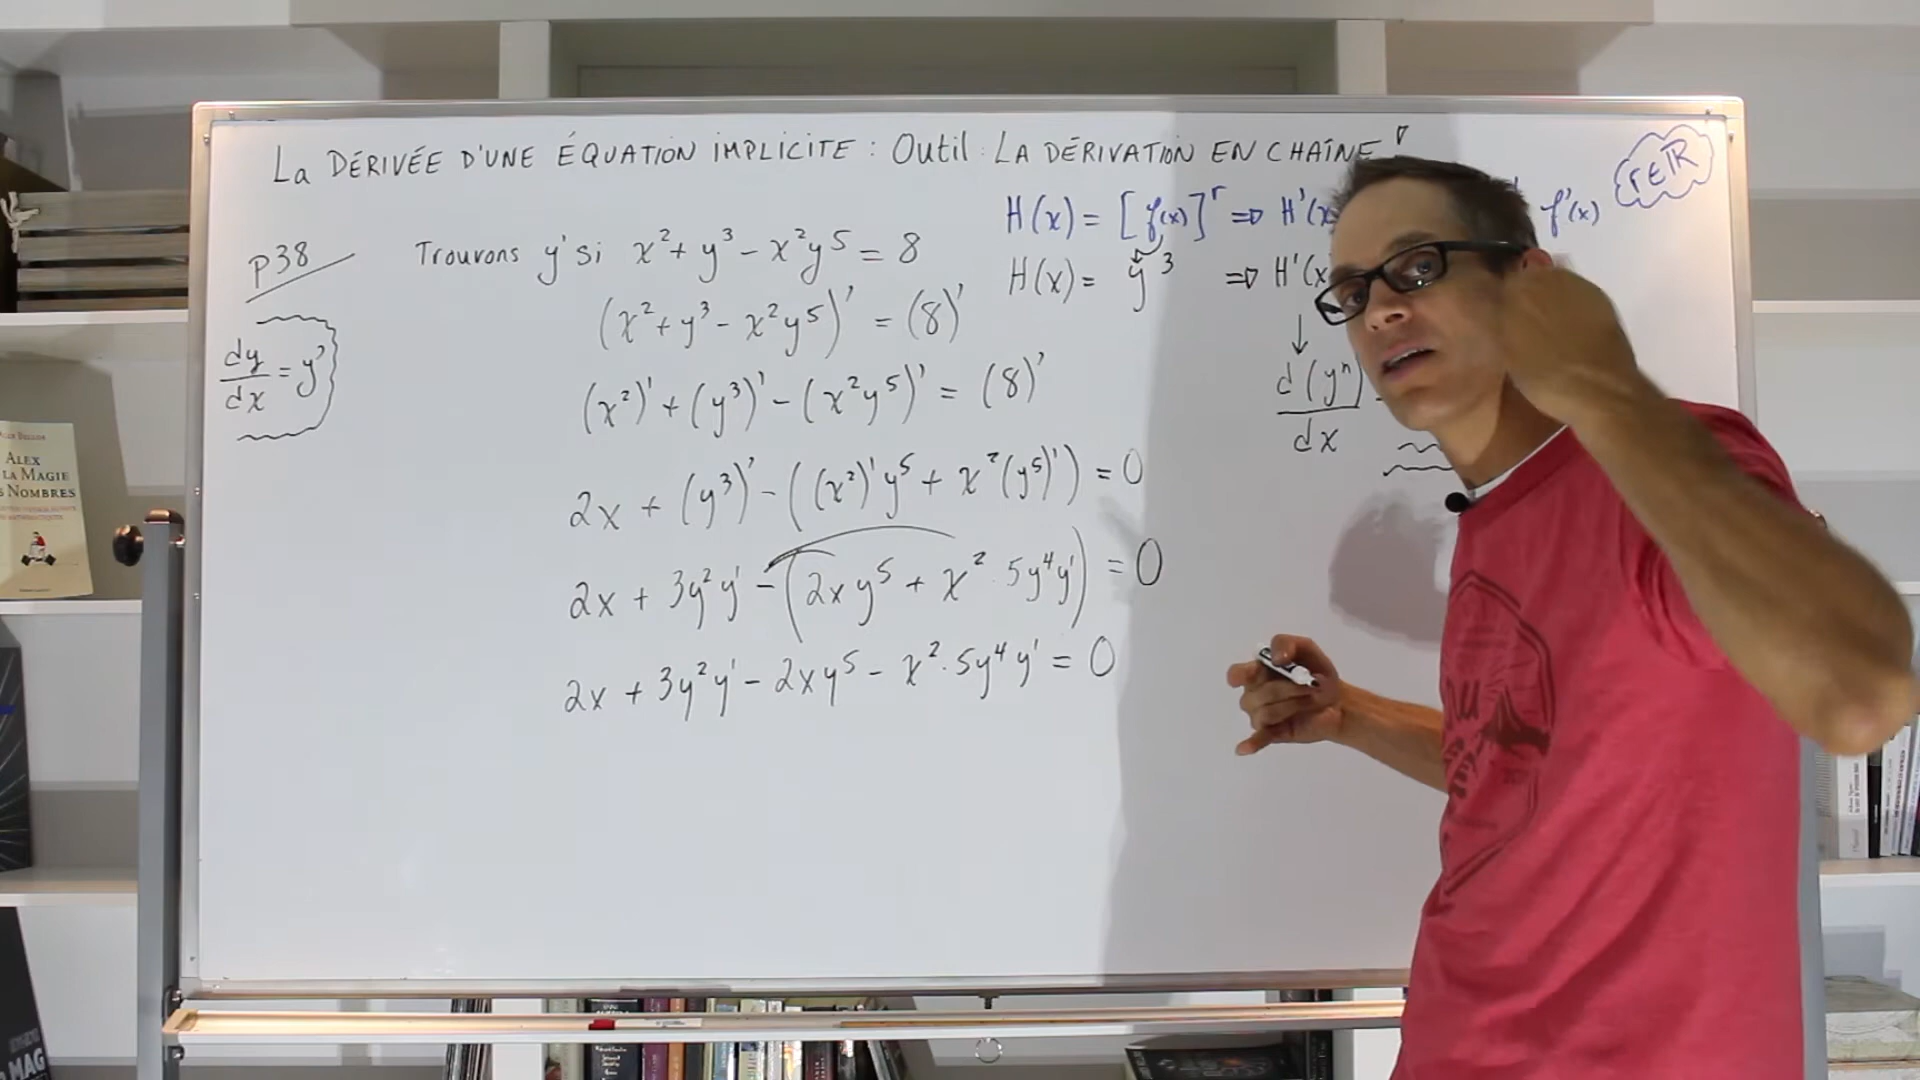 La DÉRIVÉE D'UNE ÉQUATION IMPLICITE : Outil : LA DÉRIVATION EN CHAÎNE
r ∈ ℝ
H(x) = [f(x)]^r ⇒ H'(x f'(x)
P38
Trouvons y' si x² + y³ - x²y⁵ = 8
H(x) = y³ ⇒ H'(x
(x² + y³ - x²y⁵)' = (8)'
dy/dx = y'
(x²)' + (y³)' - (x²y⁵)' = (8)'
d(yⁿ)/dx
2x + (y³)' - ((x²)'y⁵ + x²(y⁵)') = 0
2x + 3y²y' - (2xy⁵ + x² · 5y⁴y') = 0
2x + 3y²y' - 2xy⁵ - x² · 5y⁴y' = 0
ALEX
LA MAGIE
NOMBRES
MAG